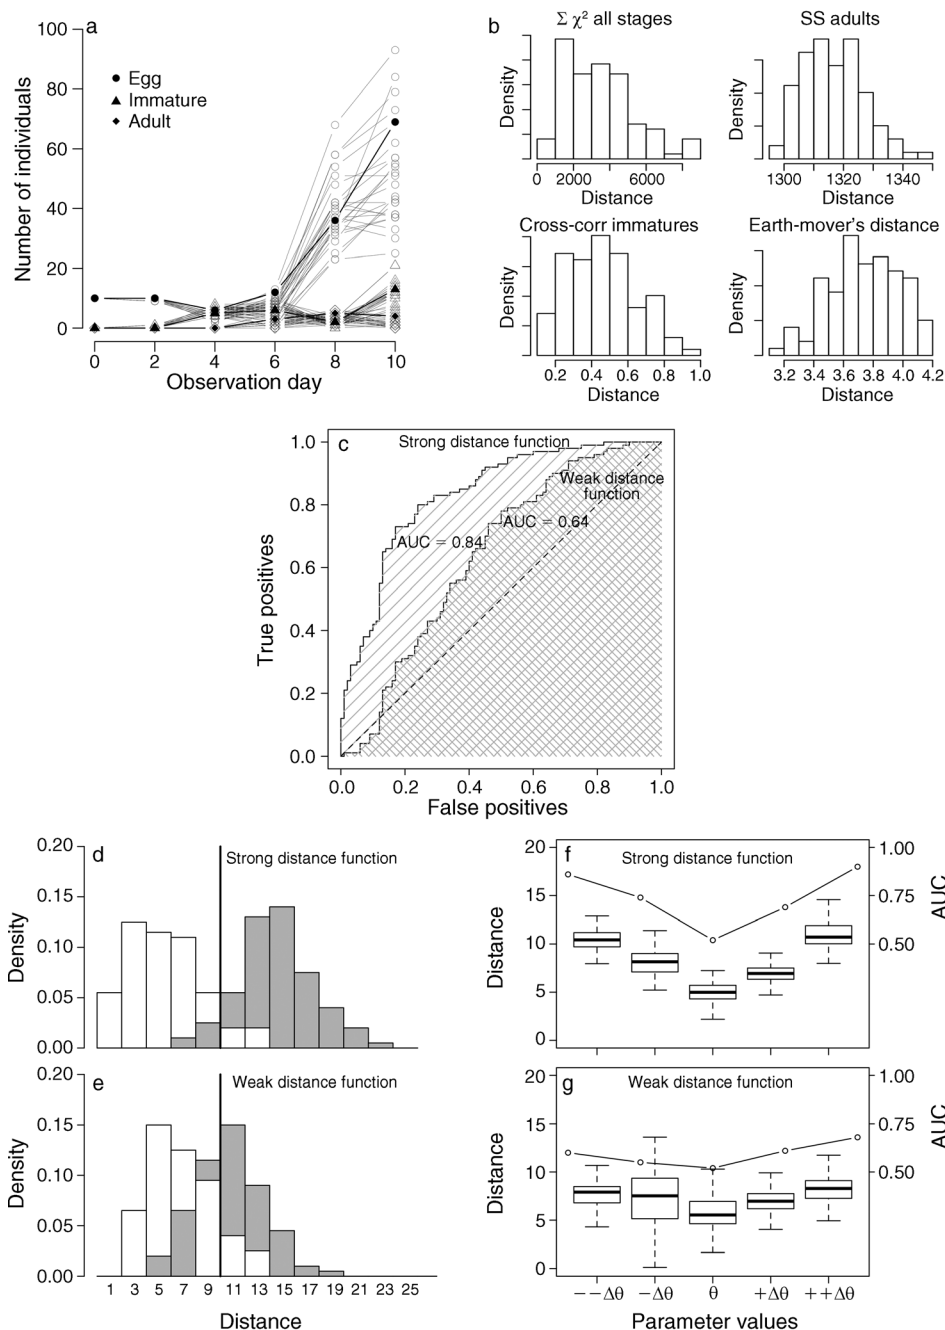 a
Number of individuals
100
80
60
40
20
0
Egg
Immature
Adult
0 2 4 6 8 10
Observation day
b
Σ χ² all stages
Density
0 2000 6000
Distance
SS adults
Density
1300 1320 1340
Distance
Cross-corr immatures
Density
0.2 0.4 0.6 0.8 1.0
Distance
Earth-mover's distance
Density
3.2 3.6 4.0 4.2
Distance
c
Strong distance function
Weak distance
function
AUC = 0.64
AUC = 0.84
True positives
1.0
0.8
0.6
0.4
0.2
0.0
0.0 0.2 0.4 0.6 0.8 1.0
False positives
d
Strong distance function
Density
0.20
0.15
0.10
0.05
0.00
e
Weak distance function
Density
0.20
0.15
0.10
0.05
0.00
1 3 5 7 9 11 13 15 17 19 21 23 25
Distance
f
Strong distance function
Distance
20
15
10
5
0
1.00
0.75
0.50
AUC
g
Weak distance function
Distance
20
15
10
5
0
1.00
0.75
0.50
AUC
−−Δθ −Δθ θ +Δθ ++Δθ
Parameter values